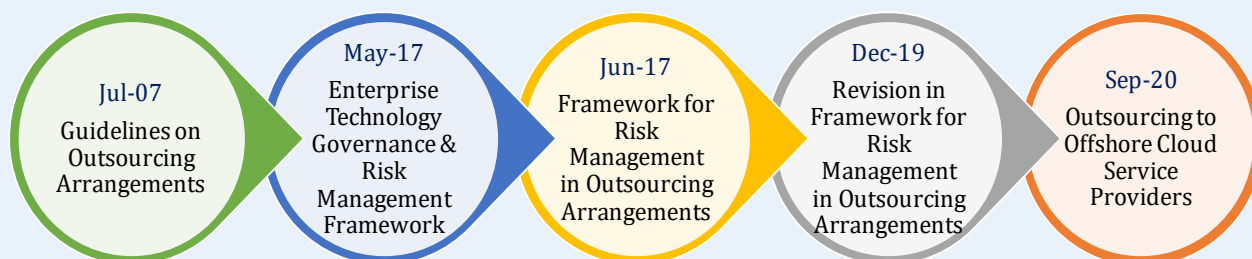 Jul-07
Guidelines on
Outsourcing
Arrangements
May-17
Enterprise
Technology
Governance &
Risk
Management
Framework
Jun-17
Framework for
Risk
Management
in Outsourcing
Arrangements
Dec-19
Revision in
Framework for
Risk
Management
in Outsourcing
Arrangements
Sep-20
Outsourcing to
Offshore Cloud
Service
Providers